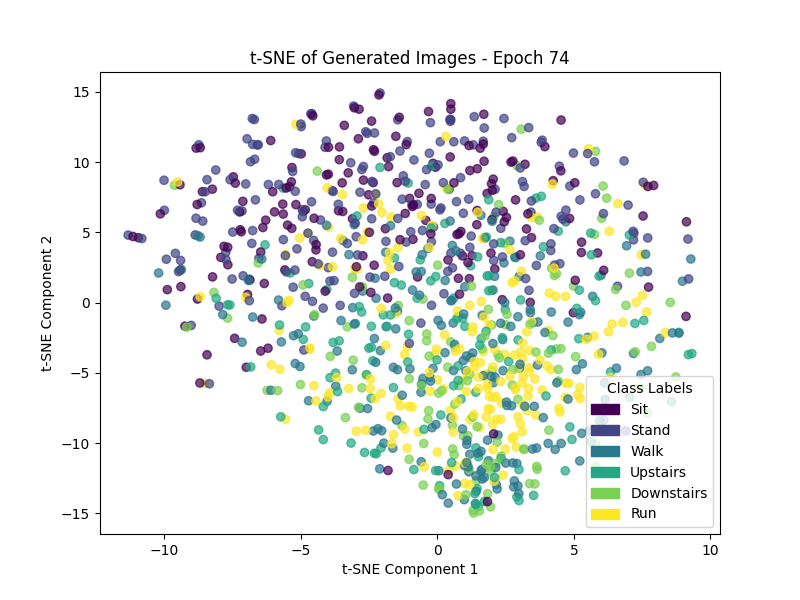 t-SNE of Generated Images - Epoch 74
t-SNE Component 2
15
10
5
0
−5
−10
−15
Class Labels
Sit
Stand
Walk
Upstairs
Downstairs
Run
−10
−5
0
5
10
t-SNE Component 1